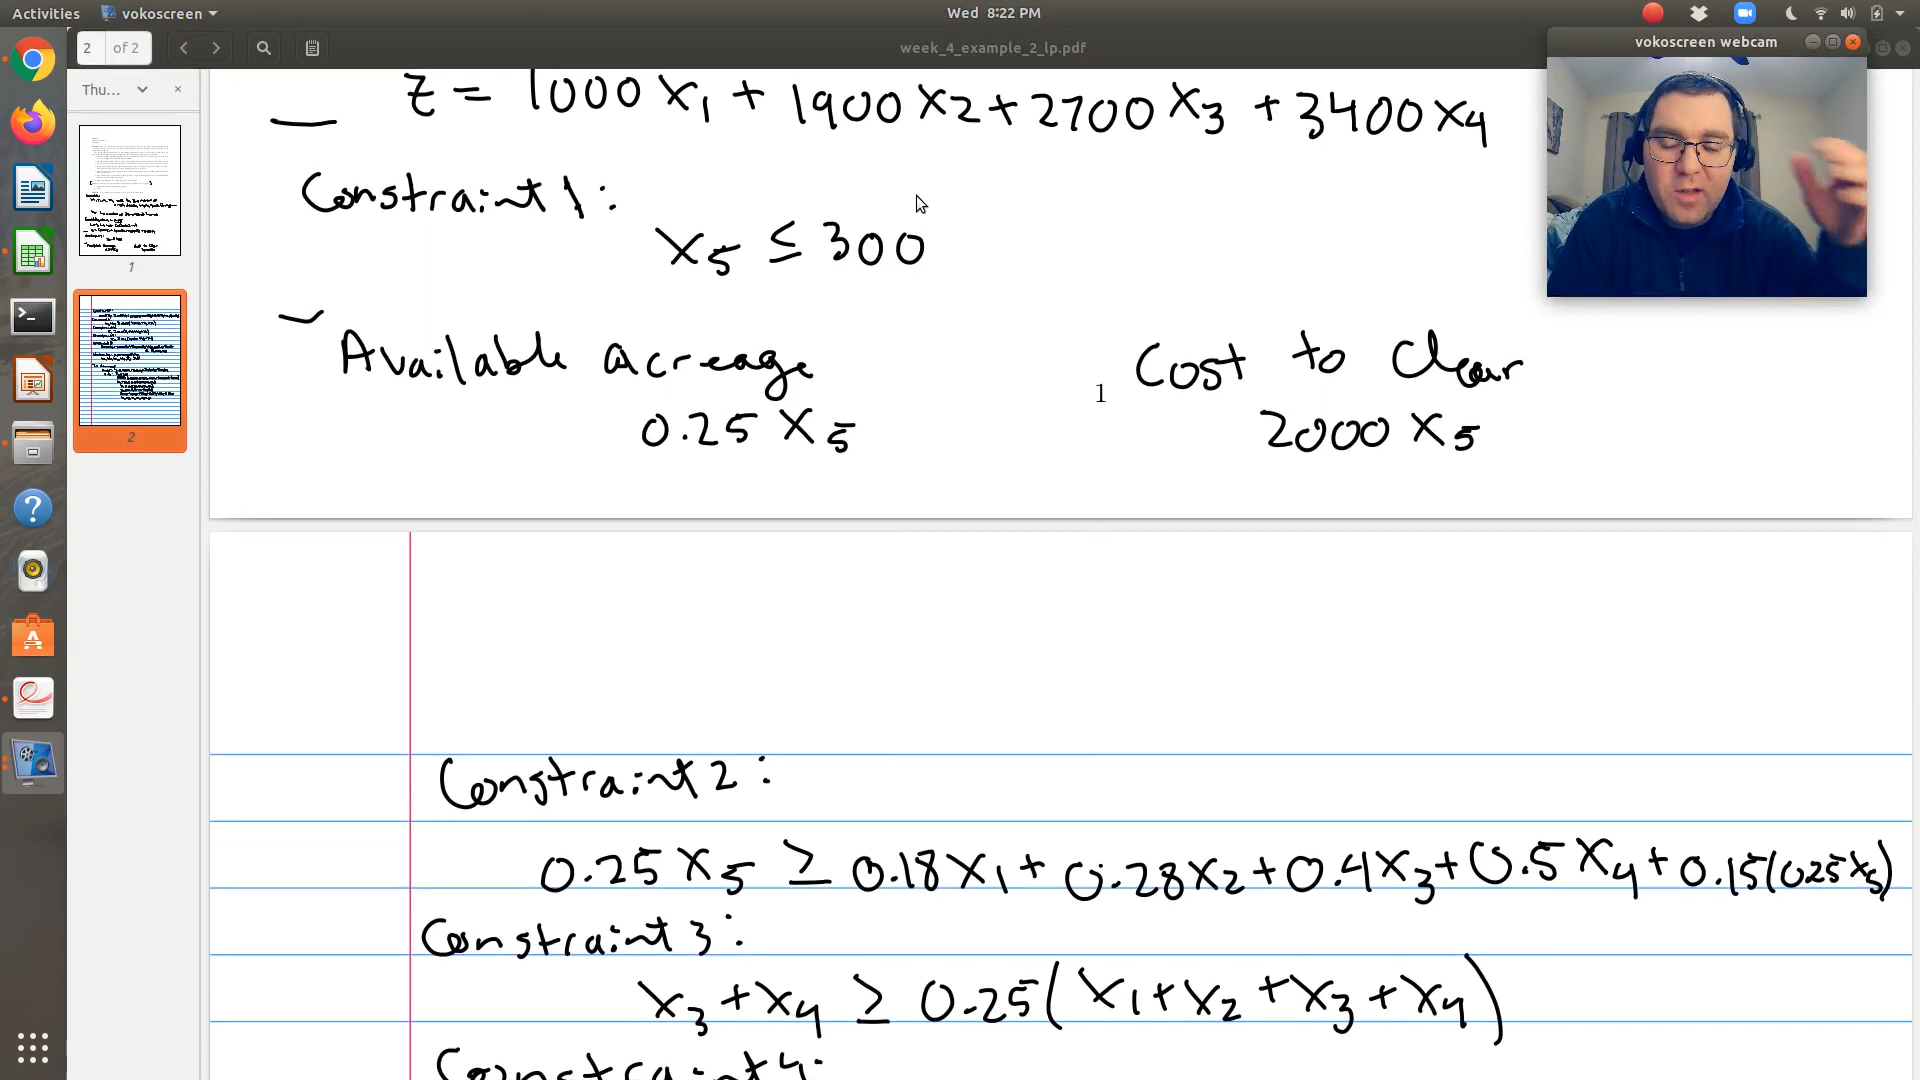 Activities vokoscreen Wed 8:22 PM
2 of 2 week_4_example_2_lp.pdf
vokoscreen webcam
Thu...
1
2
z = 1000 x1 + 1900 x2 + 2700 x3 + 3400 x4
Constraint 1:
x5 ≤ 300
Available acreage Cost to Clear
0.25 x5 2000 x5
1
Constraint 2:
0.25 x5 ≥ 0.18 x1 + 0.28 x2 + 0.4 x3 + 0.5 x4 + 0.15(0.25 x5)
Constraint 3:
x3 + x4 ≥ 0.25(x1 + x2 + x3 + x4)
Constraint 4: